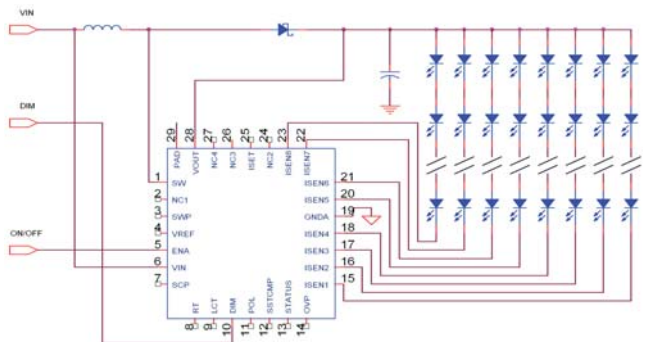 VIN
DIM
ON/OFF
29 28 27 26 25 24 23 22
PAD VOUT NC4 NC3 ISET NC2 ISEN8 ISEN7
1 SW
2 NC1
3 SWP
4 VREF
5 ENA
6 VIN
7 SCP
ISEN6 21
ISEN5 20
GNDA 19
ISEN4 18
ISEN3 17
ISEN2 16
ISEN1 15
RT LCT DIM POL SSTCMP STATUS OVP
8 9 10 11 12 13 14